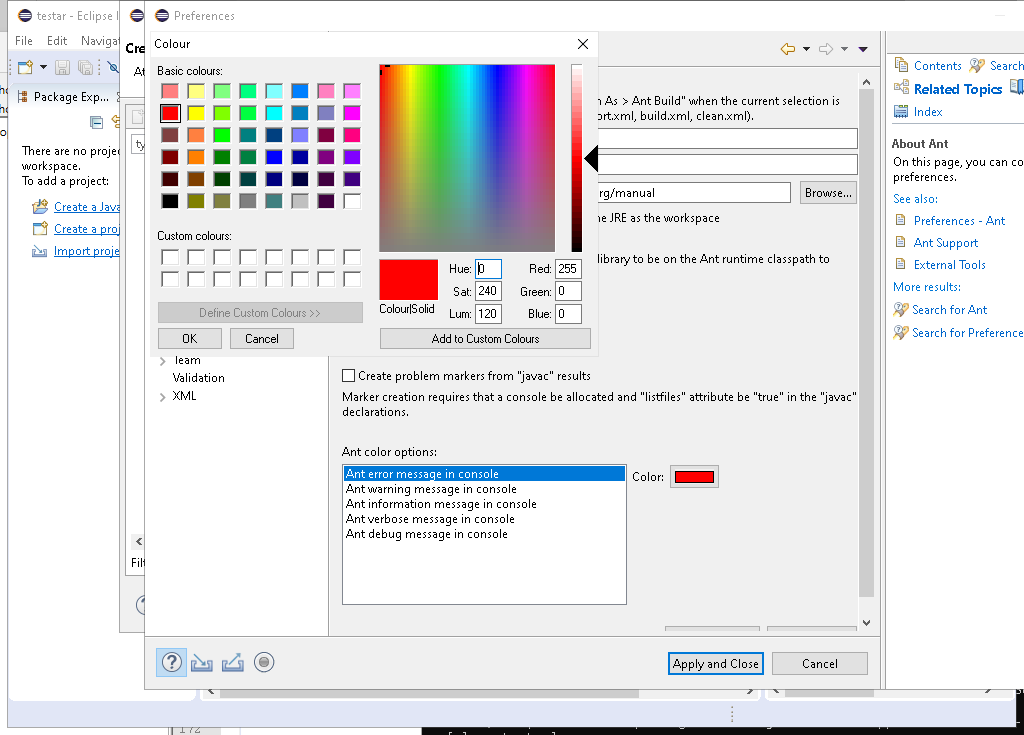 testar - Eclipse I
Preferences
File Edit Navigat
Colour
Basic colours:
Custom colours:
Define Custom Colours >>
OK Cancel
Hue: 0 Red: 255
Sat: 240 Green: 0
Colour|Solid
Lum: 120 Blue: 0
Add to Custom Colours
Package Exp...
There are no proje
workspace.
To add a project:
Create a Java
Create a proj
Import proje
Cre
At
ty
Filt
Team
Validation
XML
n As > Ant Build" when the current selection is
ort.xml, build.xml, clean.xml).
rg/manual Browse...
e JRE as the workspace
library to be on the Ant runtime classpath to
Create problem markers from "javac" results
Marker creation requires that a console be allocated and "listfiles" attribute be "true" in the "javac"
declarations.
Ant color options:
Ant error message in console
Ant warning message in console
Ant information message in console
Ant verbose message in console
Ant debug message in console
Color:
Apply and Close Cancel
Contents Search
Related Topics
Index
About Ant
On this page, you can co
preferences.
See also:
Preferences - Ant
Ant Support
External Tools
More results:
Search for Ant
Search for Preference
172